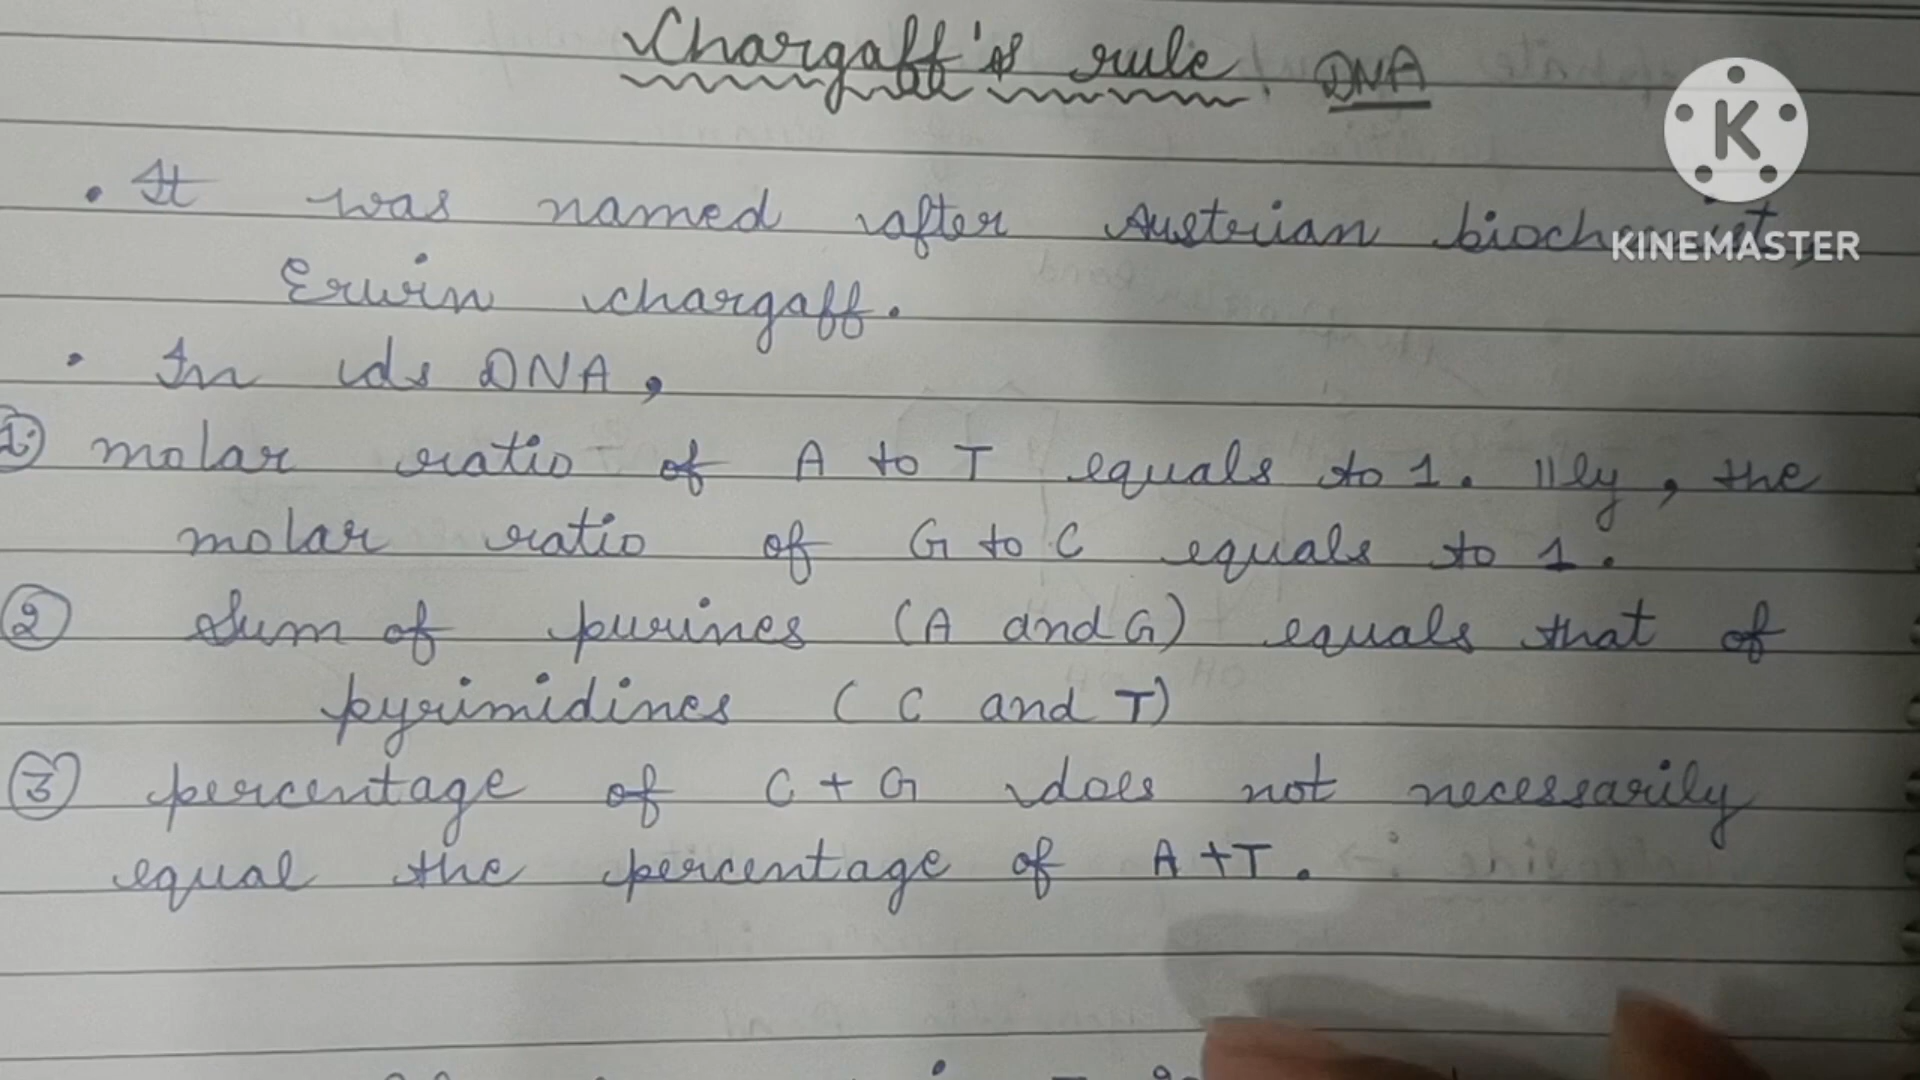 Chargaff's rule. DNA
K
• It was named after Austrian biochemist,
KINEMASTER
Erwin chargaff.
• In ds DNA,
1. molar ratio of A to T equals to 1. ||ly, the
molar ratio of G to C equals to 1.
2 Sum of purines (A and G) equals that of
pyrimidines (C and T)
3 percentage of C + G does not necessarily
equal the percentage of A+T.